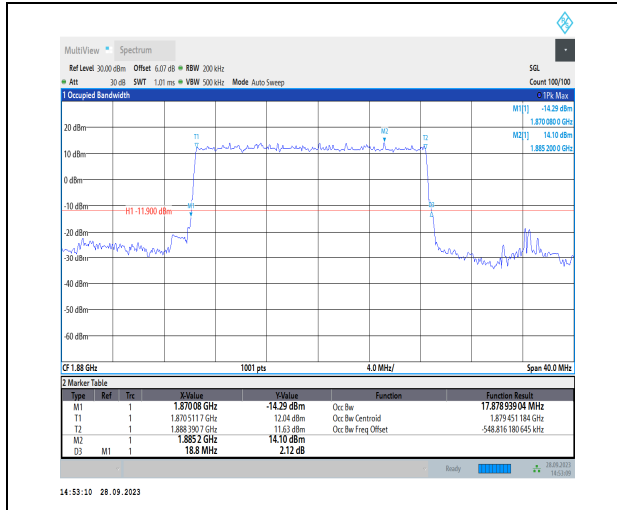 MultiView Spectrum
Ref Level 30.00 dBm Offset 6.07 dB RBW 200 kHz SGL
Att 30 dB SWT 1.01 ms VBW 500 kHz Mode Auto Sweep Count 100/100
1 Occupied Bandwidth 1Pk Max
M1[1] -14.29 dBm
1.870 080 0 GHz
M2[1] 14.10 dBm
1.885 200 0 GHz
20 dBm
T1 M2 T2
10 dBm
0 dBm
-10 dBm
M1 D3
H1 -11.900 dBm
-20 dBm
-30 dBm
-40 dBm
-50 dBm
-60 dBm
CF 1.88 GHz 1001 pts 4.0 MHz/ Span 40.0 MHz
2 Marker Table
Type Ref Trc X-Value Y-Value Function Function Result
M1 1 1.870 08 GHz -14.29 dBm Occ Bw 17.878 939 04 MHz
T1 1 1.870 511 7 GHz 12.04 dBm Occ Bw Centroid 1.879 451 184 GHz
T2 1 1.888 390 7 GHz 11.63 dBm Occ Bw Freq Offset -548.816 180 645 kHz
M2 1 1.885 2 GHz 14.10 dBm
D3 M1 1 18.8 MHz 2.12 dB
Ready 28.09.2023
14:53:09
14:53:10 28.09.2023